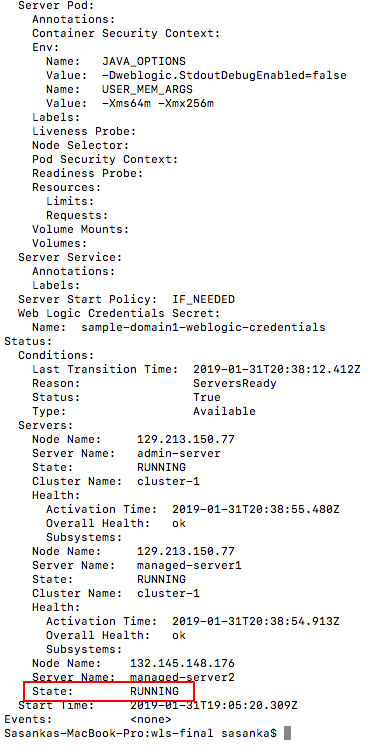 Server Pod:
Annotations:
Container Security Context:
Env:
Name: JAVA_OPTIONS
Value: -Dweblogic.StdoutDebugEnabled=false
Name: USER_MEM_ARGS
Value: -Xms64m -Xmx256m
Labels:
Liveness Probe:
Node Selector:
Pod Security Context:
Readiness Probe:
Resources:
Limits:
Requests:
Volume Mounts:
Volumes:
Server Service:
Annotations:
Labels:
Server Start Policy: IF_NEEDED
Web Logic Credentials Secret:
Name: sample-domain1-weblogic-credentials
Status:
Conditions:
Last Transition Time: 2019-01-31T20:38:12.412Z
Reason: ServersReady
Status: True
Type: Available
Servers:
Node Name: 129.213.150.77
Server Name: admin-server
State: RUNNING
Cluster Name: cluster-1
Health:
Activation Time: 2019-01-31T20:38:55.480Z
Overall Health: ok
Subsystems:
Node Name: 129.213.150.77
Server Name: managed-server1
State: RUNNING
Cluster Name: cluster-1
Health:
Activation Time: 2019-01-31T20:38:54.913Z
Overall Health: ok
Subsystems:
Node Name: 132.145.148.176
Server Name: managed-server2
State: RUNNING
Start Time: 2019-01-31T19:05:20.309Z
Events: <none>
Sasankas-MacBook-Pro:wls-final sasanka$